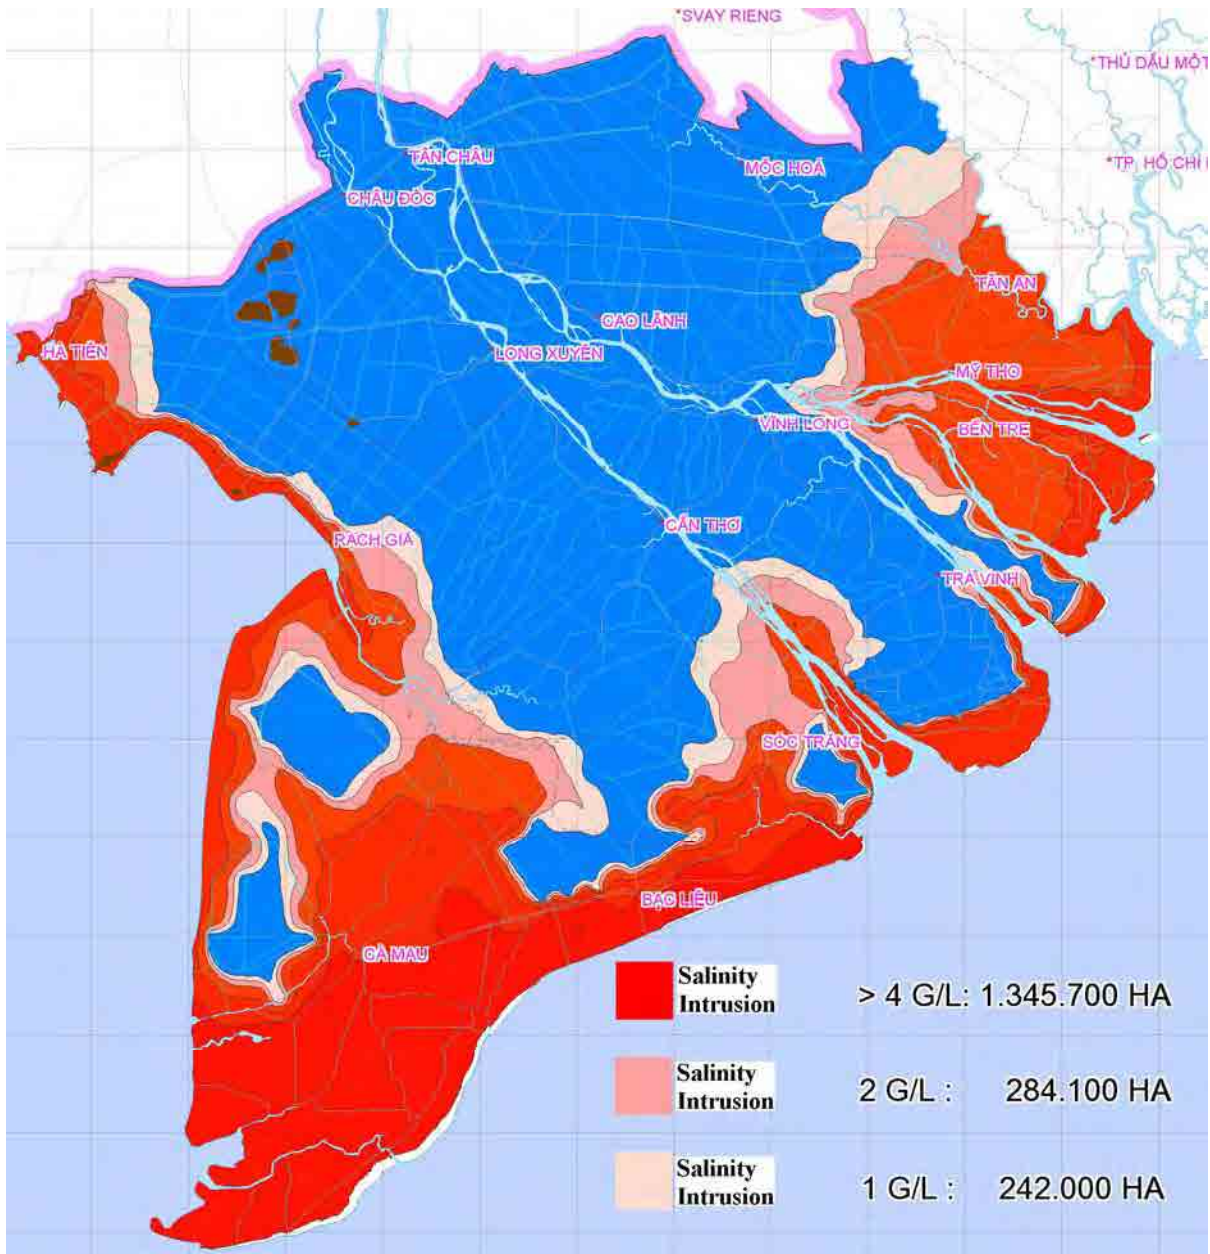 *SVAY RIENG
*THỦ DẦU MỘT
TÂN CHÂU
MỘC HOÁ
*TP. HỒ CHÍ
CHÂU ĐỐC
TÂN AN
CAO LÃNH
HÀ TIÊN
LONG XUYÊN
MỸ THO
VĨNH LONG
BẾN TRE
CẦN THƠ
RẠCH GIÁ
TRÀ VINH
SÓC TRĂNG
BẠC LIÊU
CÀ MAU
Salinity
Intrusion > 4 G/L: 1.345.700 HA
Salinity
Intrusion 2 G/L : 284.100 HA
Salinity
Intrusion 1 G/L : 242.000 HA